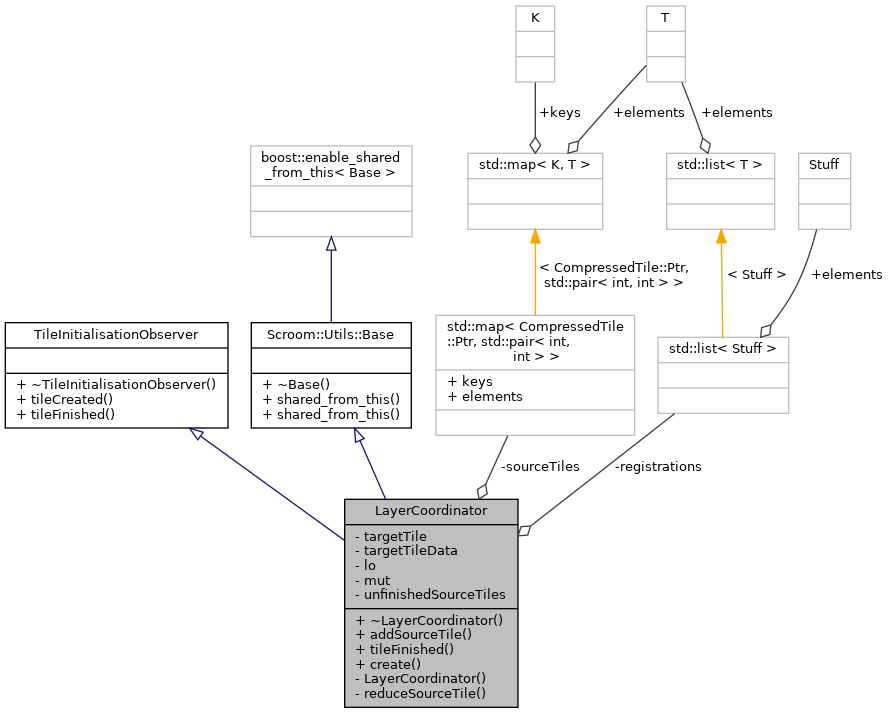 K
T
+keys
+elements
+elements
boost::enable_shared
_from_this< Base >
std::map< K, T >
std::list< T >
Stuff
< CompressedTile::Ptr,
std::pair< int, int > >
< Stuff >
+elements
TileInitialisationObserver
+ ~TileInitialisationObserver()
+ tileCreated()
+ tileFinished()
Scroom::Utils::Base
+ ~Base()
+ shared_from_this()
+ shared_from_this()
std::map< CompressedTile
::Ptr, std::pair< int,
int > >
+ keys
+ elements
std::list< Stuff >
-sourceTiles
-registrations
LayerCoordinator
- targetTile
- targetTileData
- lo
- mut
- unfinishedSourceTiles
+ ~LayerCoordinator()
+ addSourceTile()
+ tileFinished()
+ create()
- LayerCoordinator()
- reduceSourceTile()